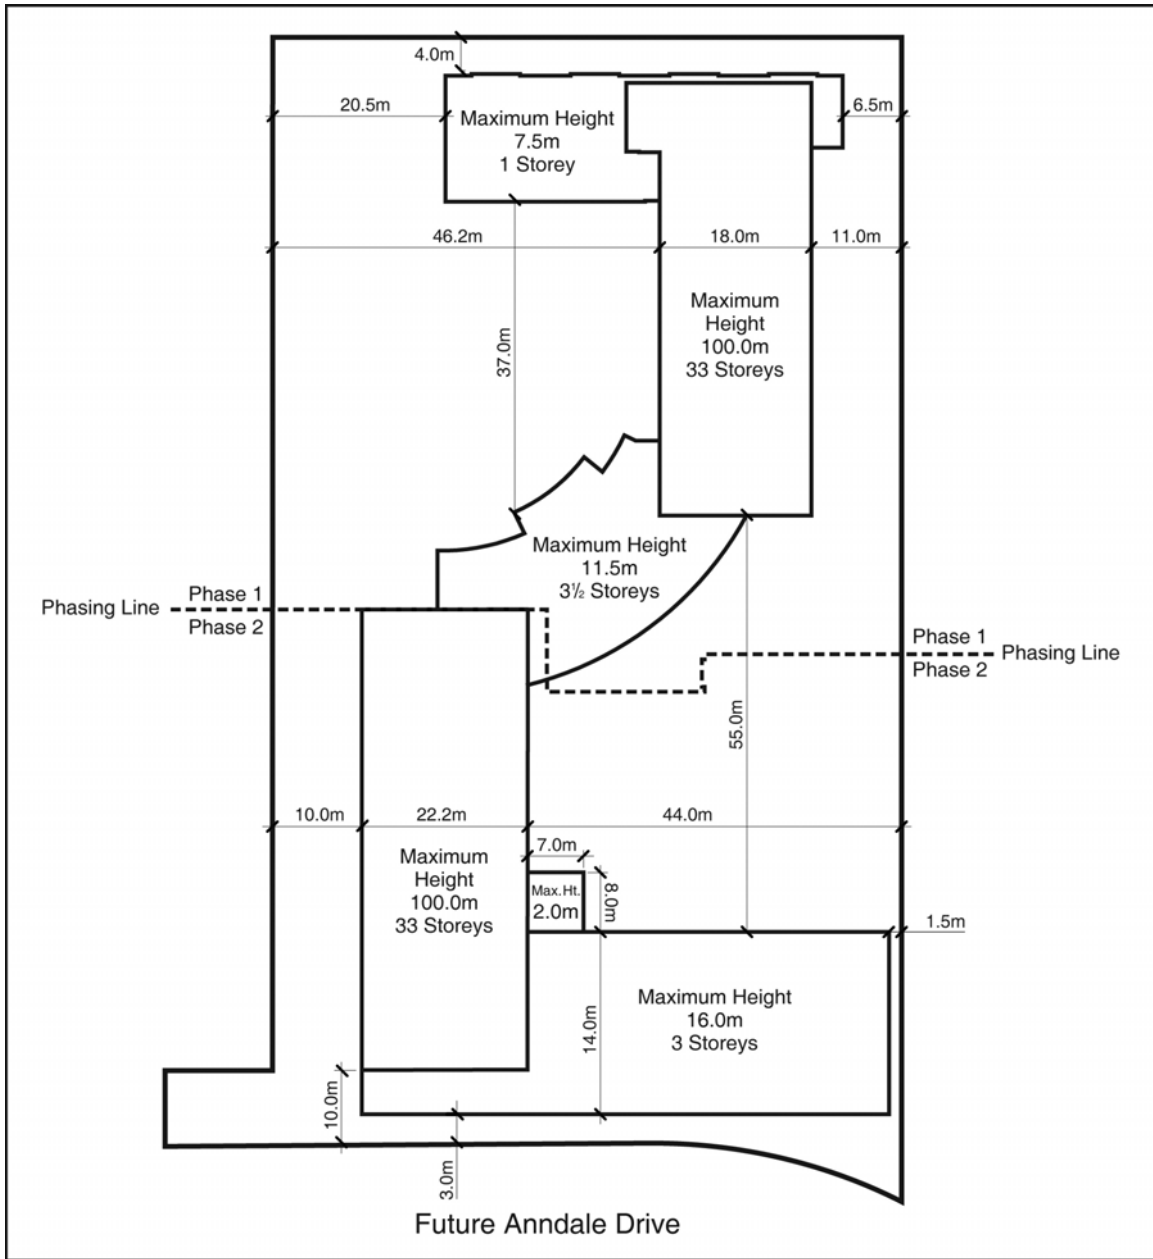 4.0m
20.5m
6.5m
Maximum Height
7.5m
1 Storey
46.2m
18.0m
11.0m
Maximum
Height
100.0m
33 Storeys
37.0m
Maximum Height
11.5m
3½ Storeys
Phase 1
Phasing Line
Phase 2
Phase 1
Phasing Line
Phase 2
55.0m
10.0m
22.2m
44.0m
7.0m
Maximum
Height
100.0m
33 Storeys
Max. Ht.
2.0m
8.0m
1.5m
Maximum Height
16.0m
3 Storeys
14.0m
10.0m
3.0m
Future Anndale Drive